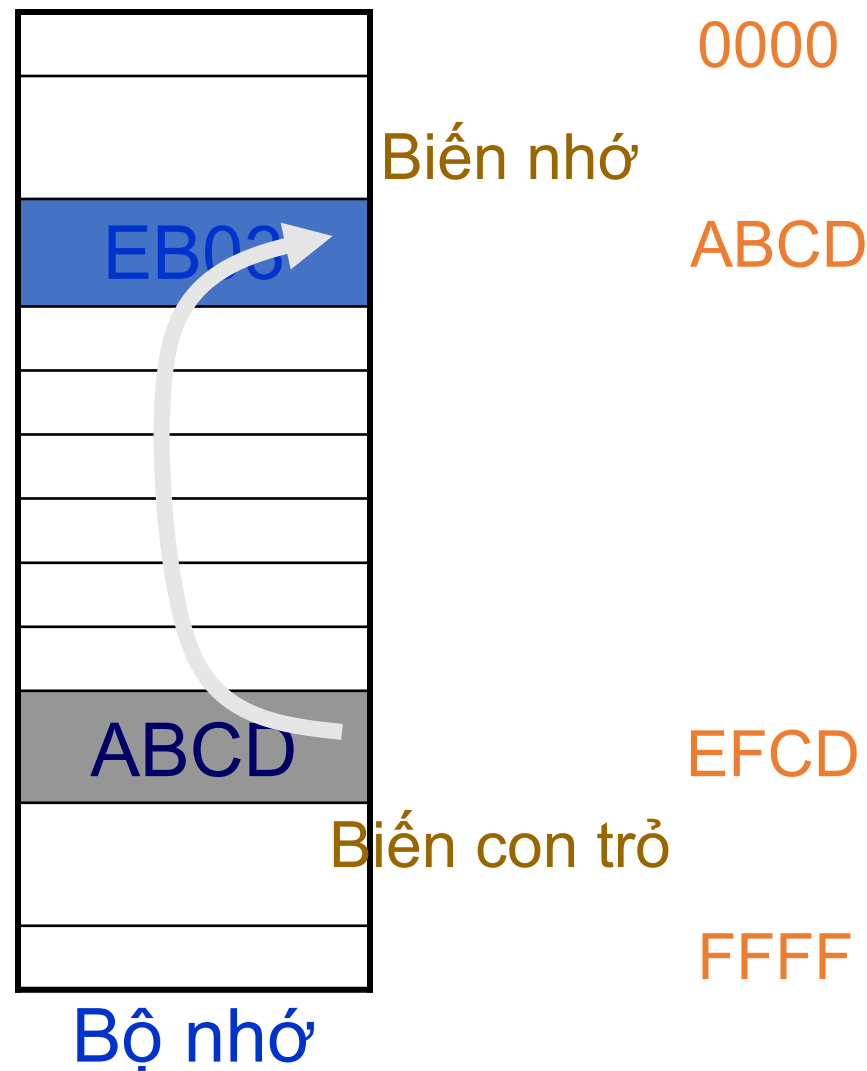 0000
Biến nhớ
EB03
ABCD
ABCD
EFCD
Biến con trỏ
FFFF
Bộ nhớ